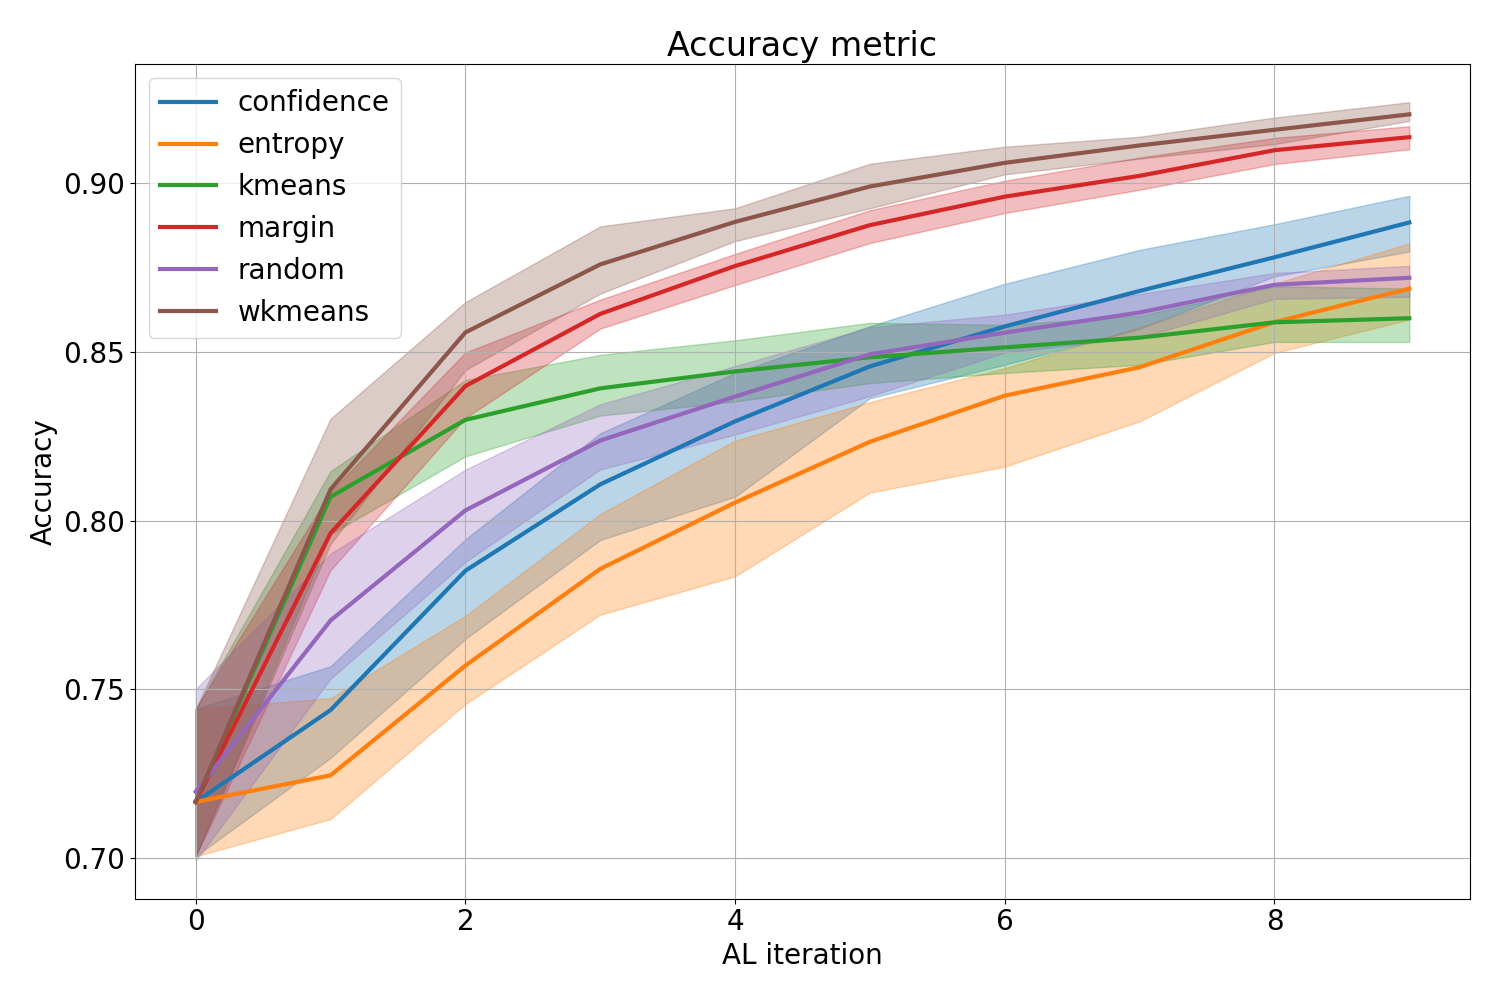 Accuracy metric
confidence
entropy
kmeans
margin
random
wkmeans
0.90
0.85
0.80
0.75
0.70
Accuracy
0 2 4 6 8
AL iteration